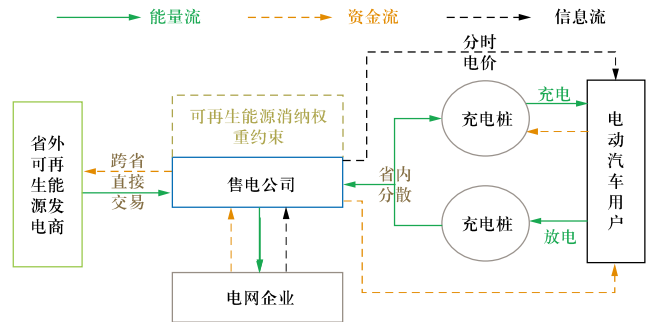 能量流
资金流
信息流
分时
电价
可再生能源消纳权
重约束
省外
可再
生能
源发
电商
跨省
直接
交易
售电公司
省内
分散
充电桩
充电
充电桩
放电
电动汽车用户
电网企业